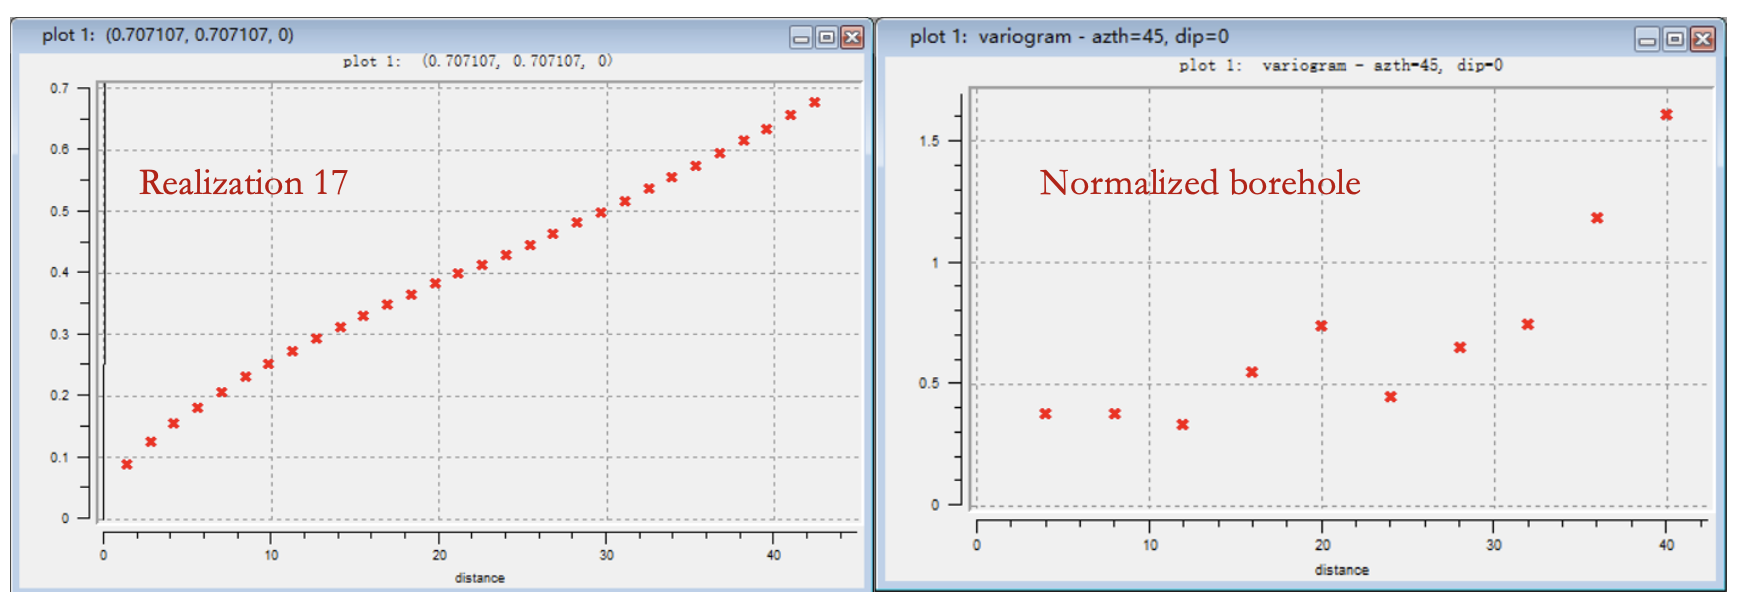 plot 1: (0.707107, 0.707107, 0)
plot 1: (0.707107, 0.707107, 0)
0.7
0.6
0.5
0.4
0.3
0.2
0.1
0
Realization 17
0 10 20 30 40
distance
plot 1: variogram - azth=45, dip=0
plot 1: variogram - azth=45, dip=0
1.5
1
0.5
0
Normalized borehole
0 10 20 30 40
distance